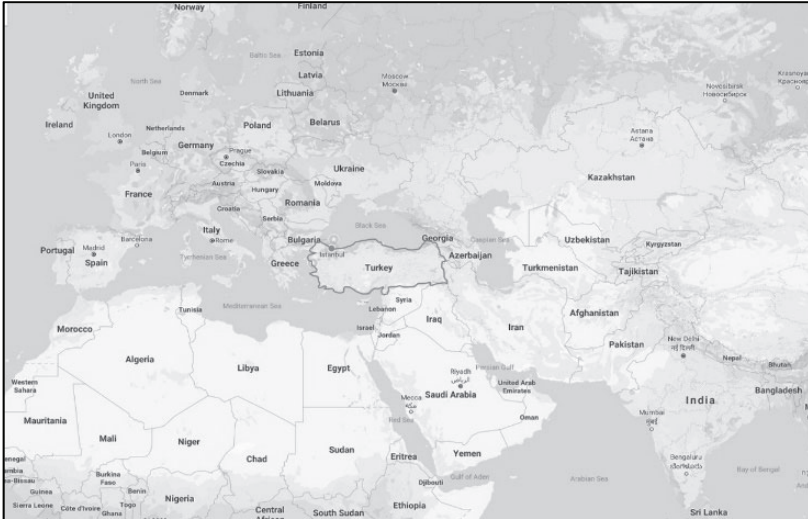 Norway
Finland
Baltic Sea
Estonia
North Sea
Latvia
Moscow
Москва
Denmark
Lithuania
Novosibirsk
Новосибирск
United
Kingdom
Ireland
Belarus
London
Netherlands
Poland
Astana
Астана
Germany
Belgium
Prague
Czechia
Paris
Ukraine
Slovakia
Kazakhstan
Austria
Moldova
France
Hungary
Romania
Croatia
Serbia
Italy
Black Sea
Bulgaria
Georgia
Caspian Sea
Uzbekistan
Kyrgyzstan
Barcelona
Rome
Portugal
Madrid
Spain
Istanbul
Azerbaijan
Tyrrhenian Sea
Greece
Turkey
Turkmenistan
Tajikistan
Syria
Mediterranean Sea
Lebanon
Tunisia
Iraq
Afghanistan
Morocco
Israel
Jordan
Iran
Pakistan
New Delhi
नई दिल्ली
Nepal
Bhutan
Algeria
Libya
Egypt
Persian Gulf
Riyadh
الرياض
Western
Sahara
United Arab
Emirates
Saudi Arabia
Bangladesh
Mecca
مكة
India
Mumbai
मुंबई
Red Sea
Oman
Mauritania
Mali
Niger
Sudan
Chad
Eritrea
Yemen
Bengaluru
ಬೆಂಗಳೂರು
Gulf of Aden
Arabian Sea
Bay of Bengal
Burkina
Faso
Djibouti
Guinea
Benin
Nigeria
Togo
Ghana
Sierra Leone
Côte d'Ivoire
Central
South Sudan
Ethiopia
Sri Lanka